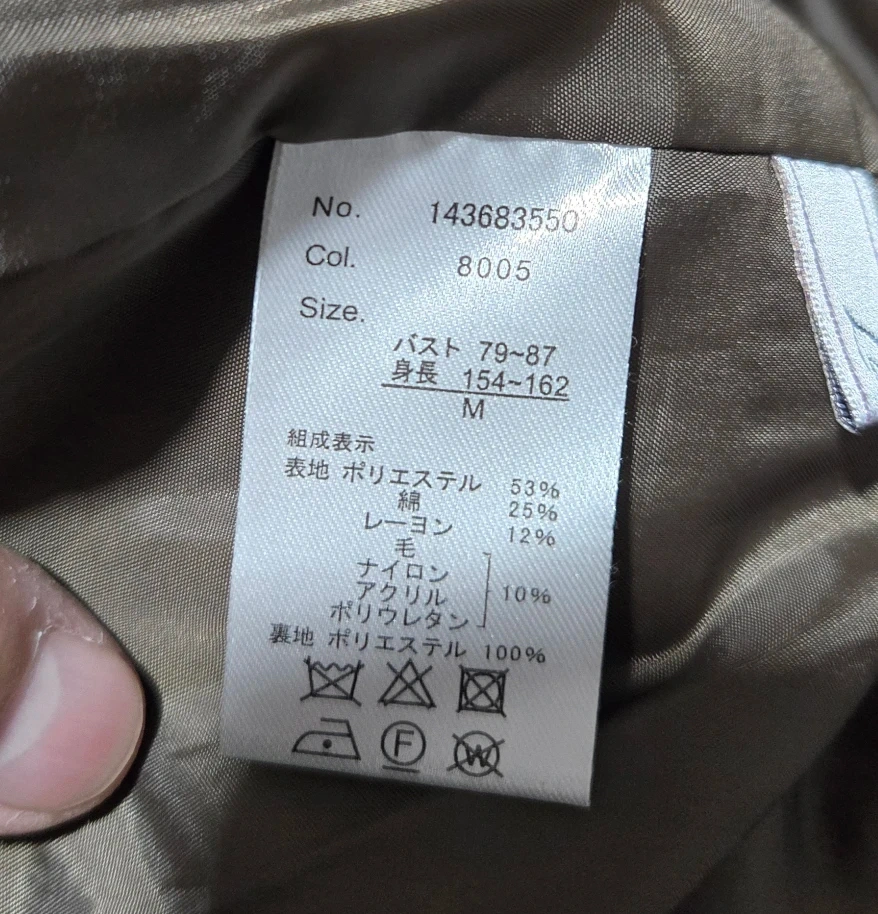 No. 143683550
Col. 8005
Size.
バスト 79~87
身長 154~162
M
組成表示
表地 ポリエステル 53%
綿 25%
レーヨン 12%
毛
ナイロン
アクリル 10%
ポリウレタン
裏地 ポリエステル 100%
F
W